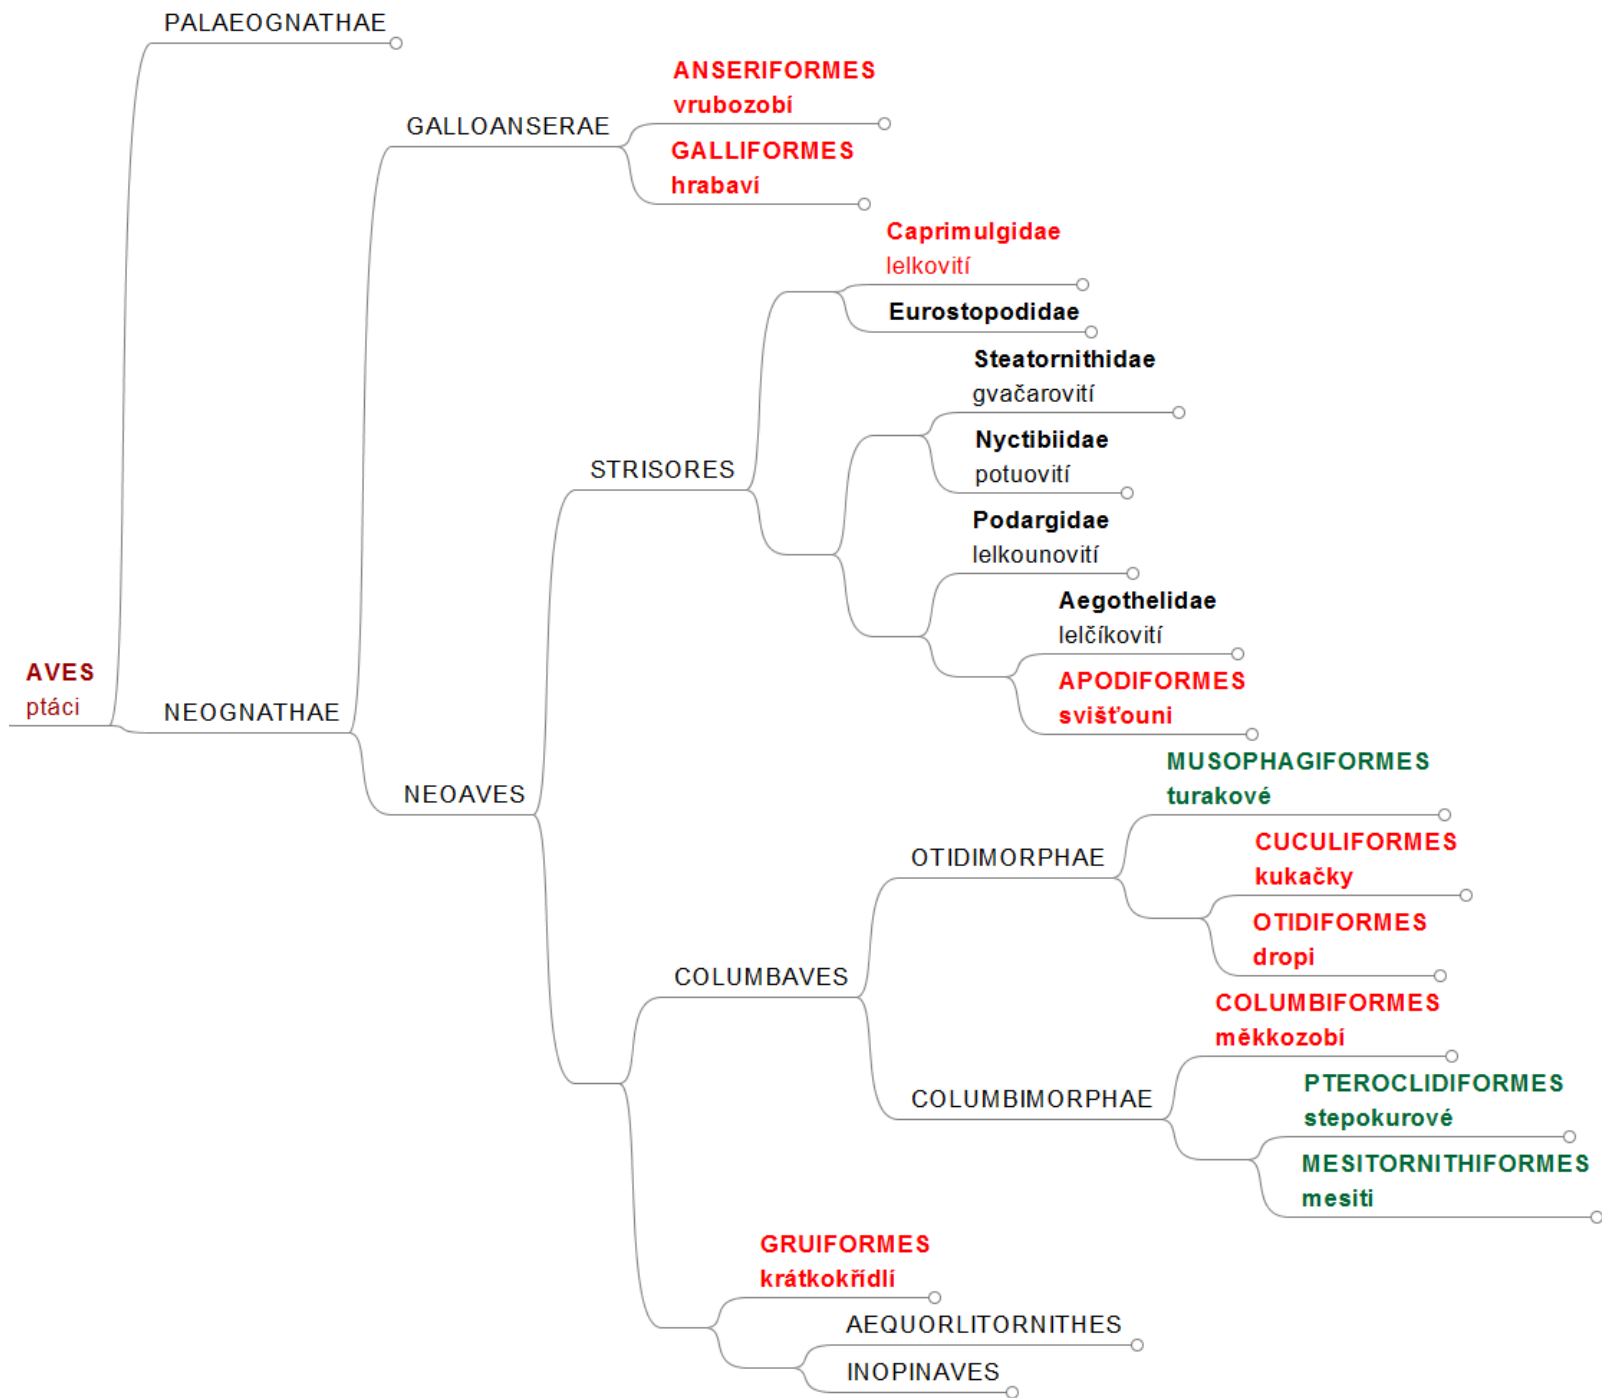 PALAEOGNATHAE
ANSERIFORMES
vrubozobí
GALLOANSERAE
GALLIFORMES
hrabaví
Caprimulgidae
lelkovití
Eurostopodidae
Steatornithidae
gvačarovití
Nyctibiidae
potuovití
STRISORES
Podargidae
lelkounovití
Aegothelidae
lelčíkovití
APODIFORMES
svišťouni
AVES
ptáci
NEOGNATHAE
NEOAVES
MUSOPHAGIFORMES
turakové
OTIDIMORPHAE
CUCULIFORMES
kukačky
OTIDIFORMES
dropi
COLUMBAVES
COLUMBIFORMES
měkkozobí
COLUMBIMORPHAE
PTEROCLIDIFORMES
stepokurové
MESITORNITHIFORMES
mesiti
GRUIFORMES
krátkokřídlí
AEQUORLITORNITHES
INOPINAVES